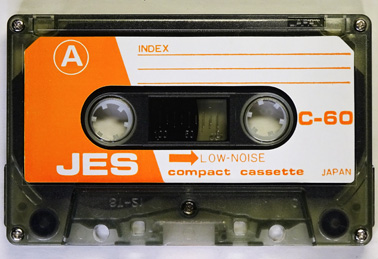 A
INDEX
C-60
JES
LOW-NOISE
compact cassette
JAPAN